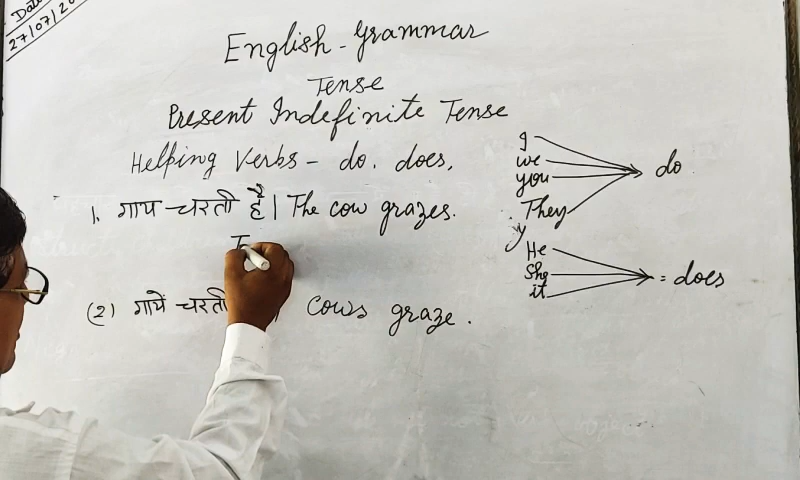 Date
27/07/20
English-Grammar
Tense
Present Indefinite Tense
Helping Verbs - do. does,
1. गाय चरती है | The cow grazes.
(2) गायें चरती cows graze.
I
we
you
They
do
He
She
it
= does